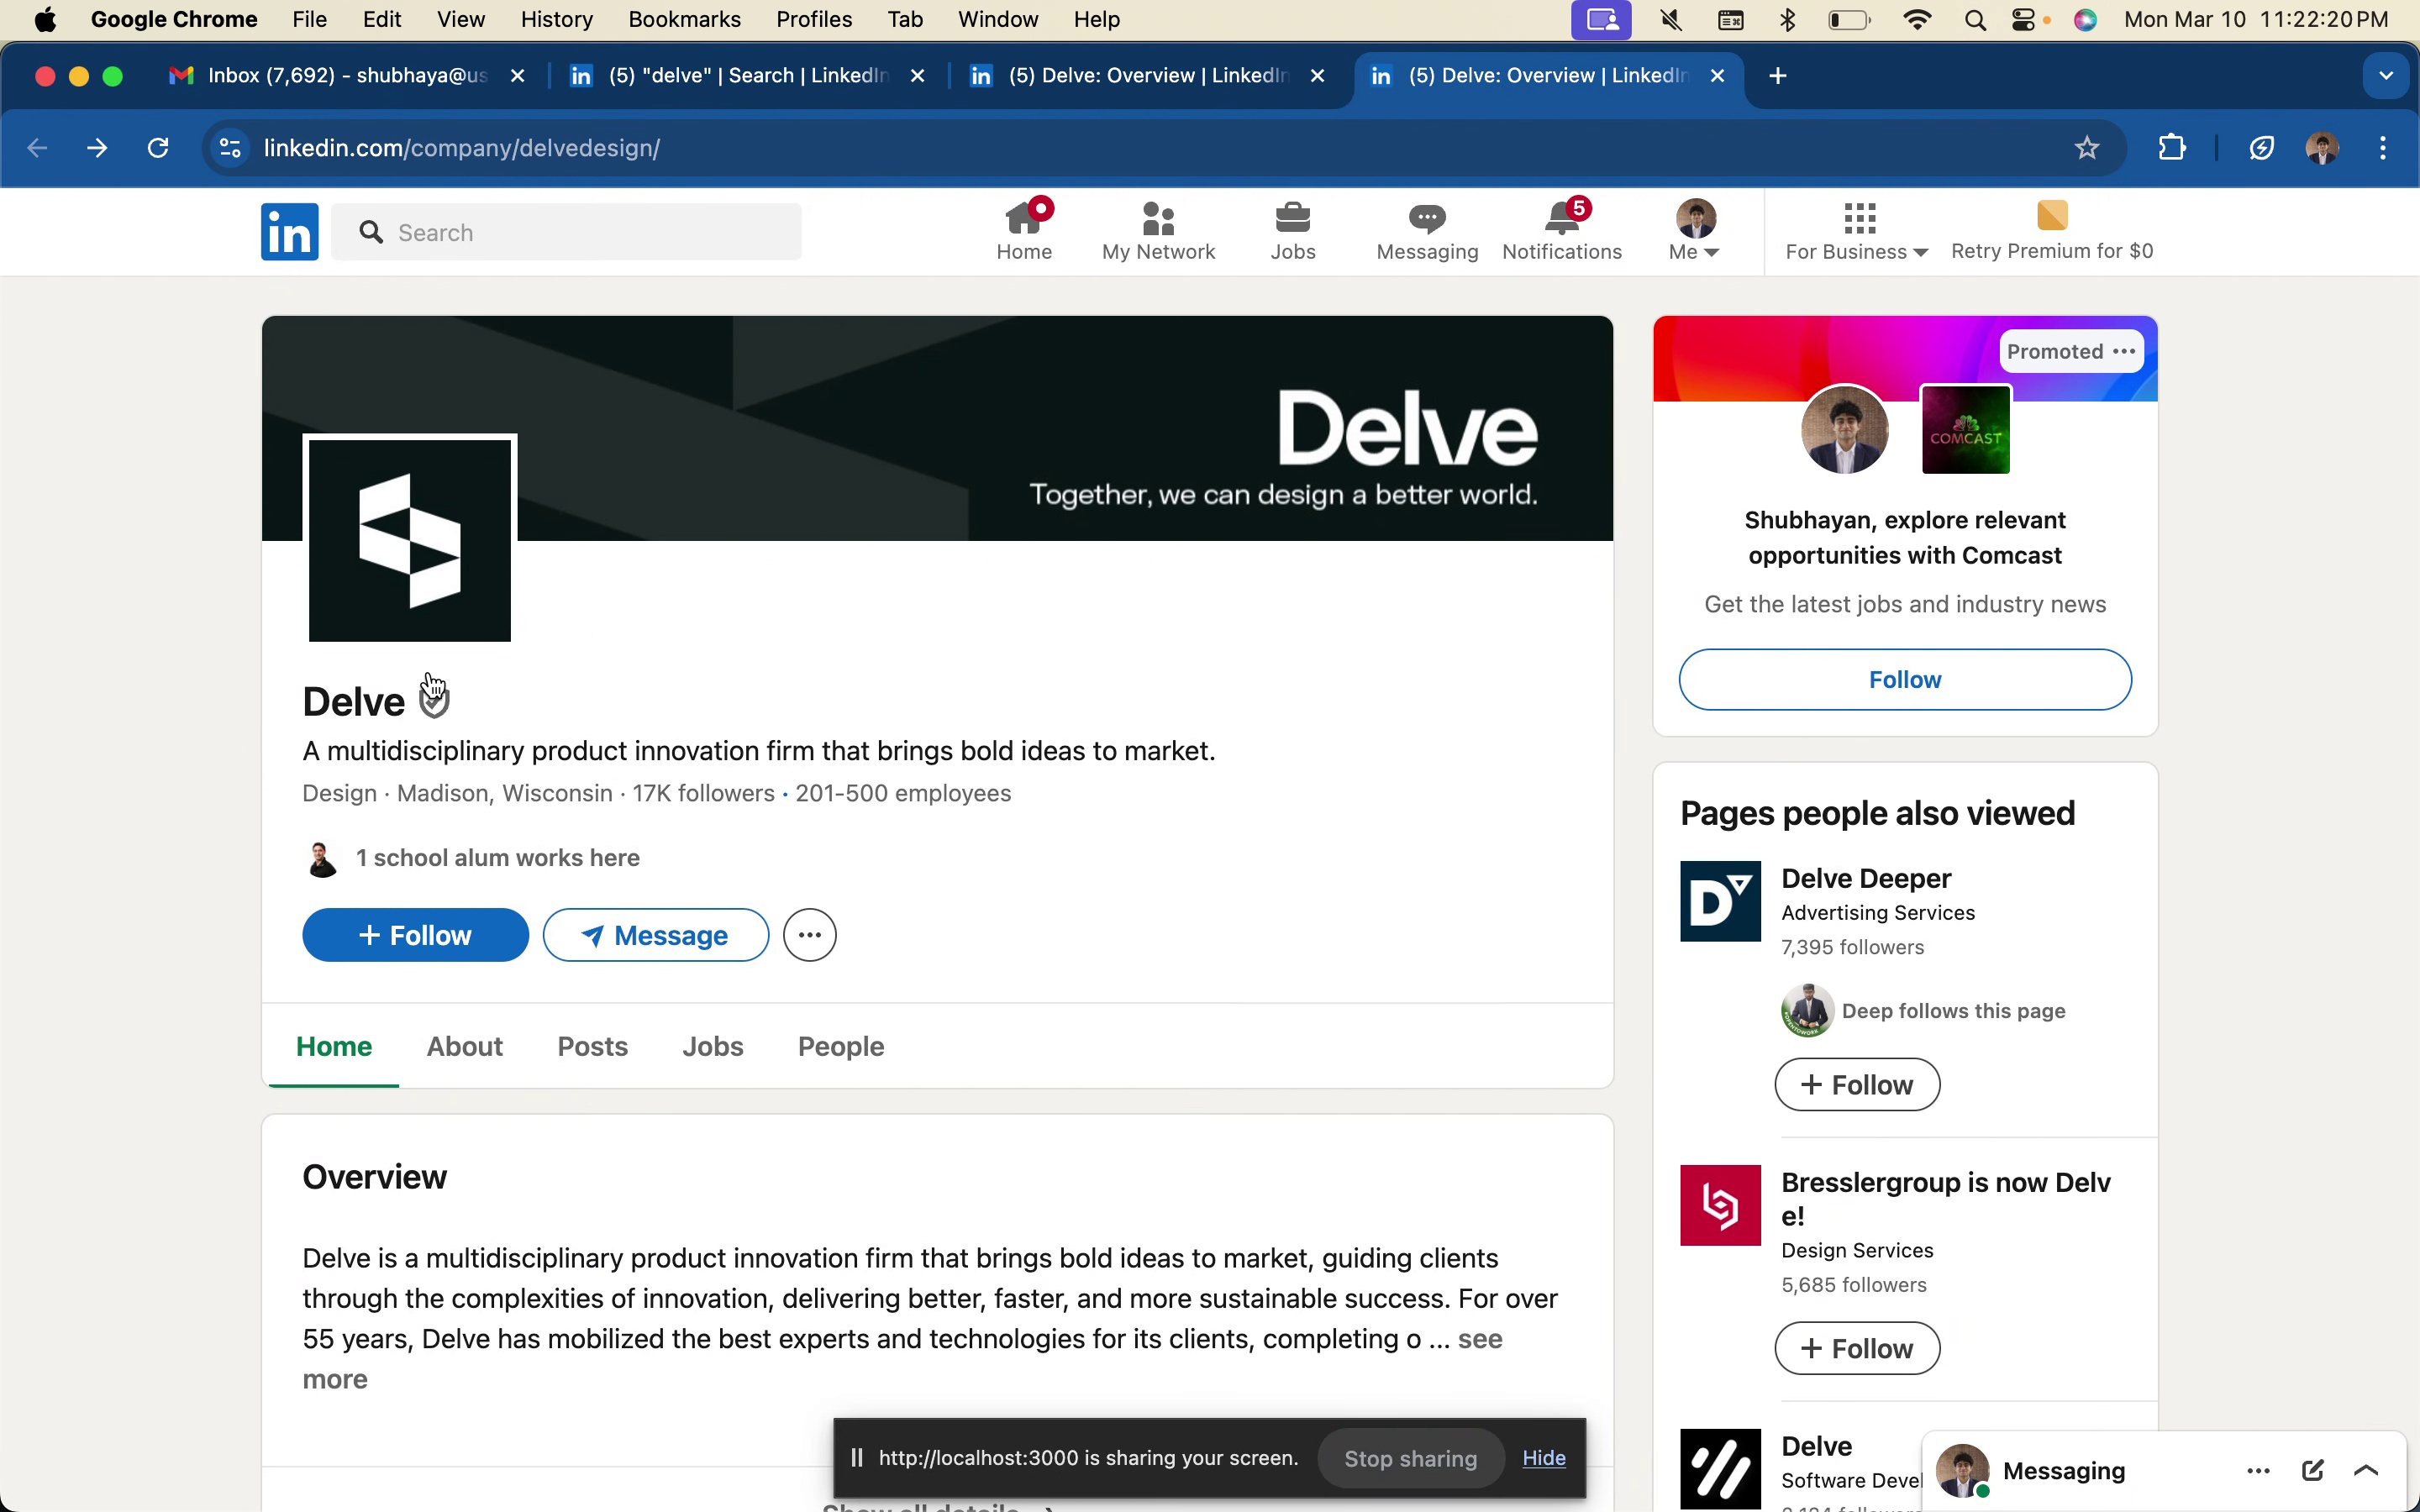 Google Chrome File Edit View History Bookmarks Profiles Tab Window Help Mon Mar 10 11:22:20 PM
Inbox (7,692) - shubhaya@us
(5) "delve" | Search | LinkedIn
(5) Delve: Overview | LinkedIn
(5) Delve: Overview | LinkedIn
linkedin.com/company/delvedesign/
in
Search
Home
My Network
Jobs
Messaging
5
Notifications
Me
For Business
Retry Premium for $0
Delve
Together, we can design a better world.
Delve
A multidisciplinary product innovation firm that brings bold ideas to market.
Design · Madison, Wisconsin · 17K followers · 201-500 employees
1 school alum works here
+ Follow
Message
Home About Posts Jobs People
Overview
Delve is a multidisciplinary product innovation firm that brings bold ideas to market, guiding clients
through the complexities of innovation, delivering better, faster, and more sustainable success. For over
55 years, Delve has mobilized the best experts and technologies for its clients, completing o ... see
more
Show all details
Promoted
COMCAST
Shubhayan, explore relevant
opportunities with Comcast
Get the latest jobs and industry news
Follow
Pages people also viewed
D
Delve Deeper
Advertising Services
7,395 followers
Deep follows this page
+ Follow
Bresslergroup is now Delv
e!
Design Services
5,685 followers
+ Follow
Delve
Software Devel
http://localhost:3000 is sharing your screen. Stop sharing Hide
Messaging